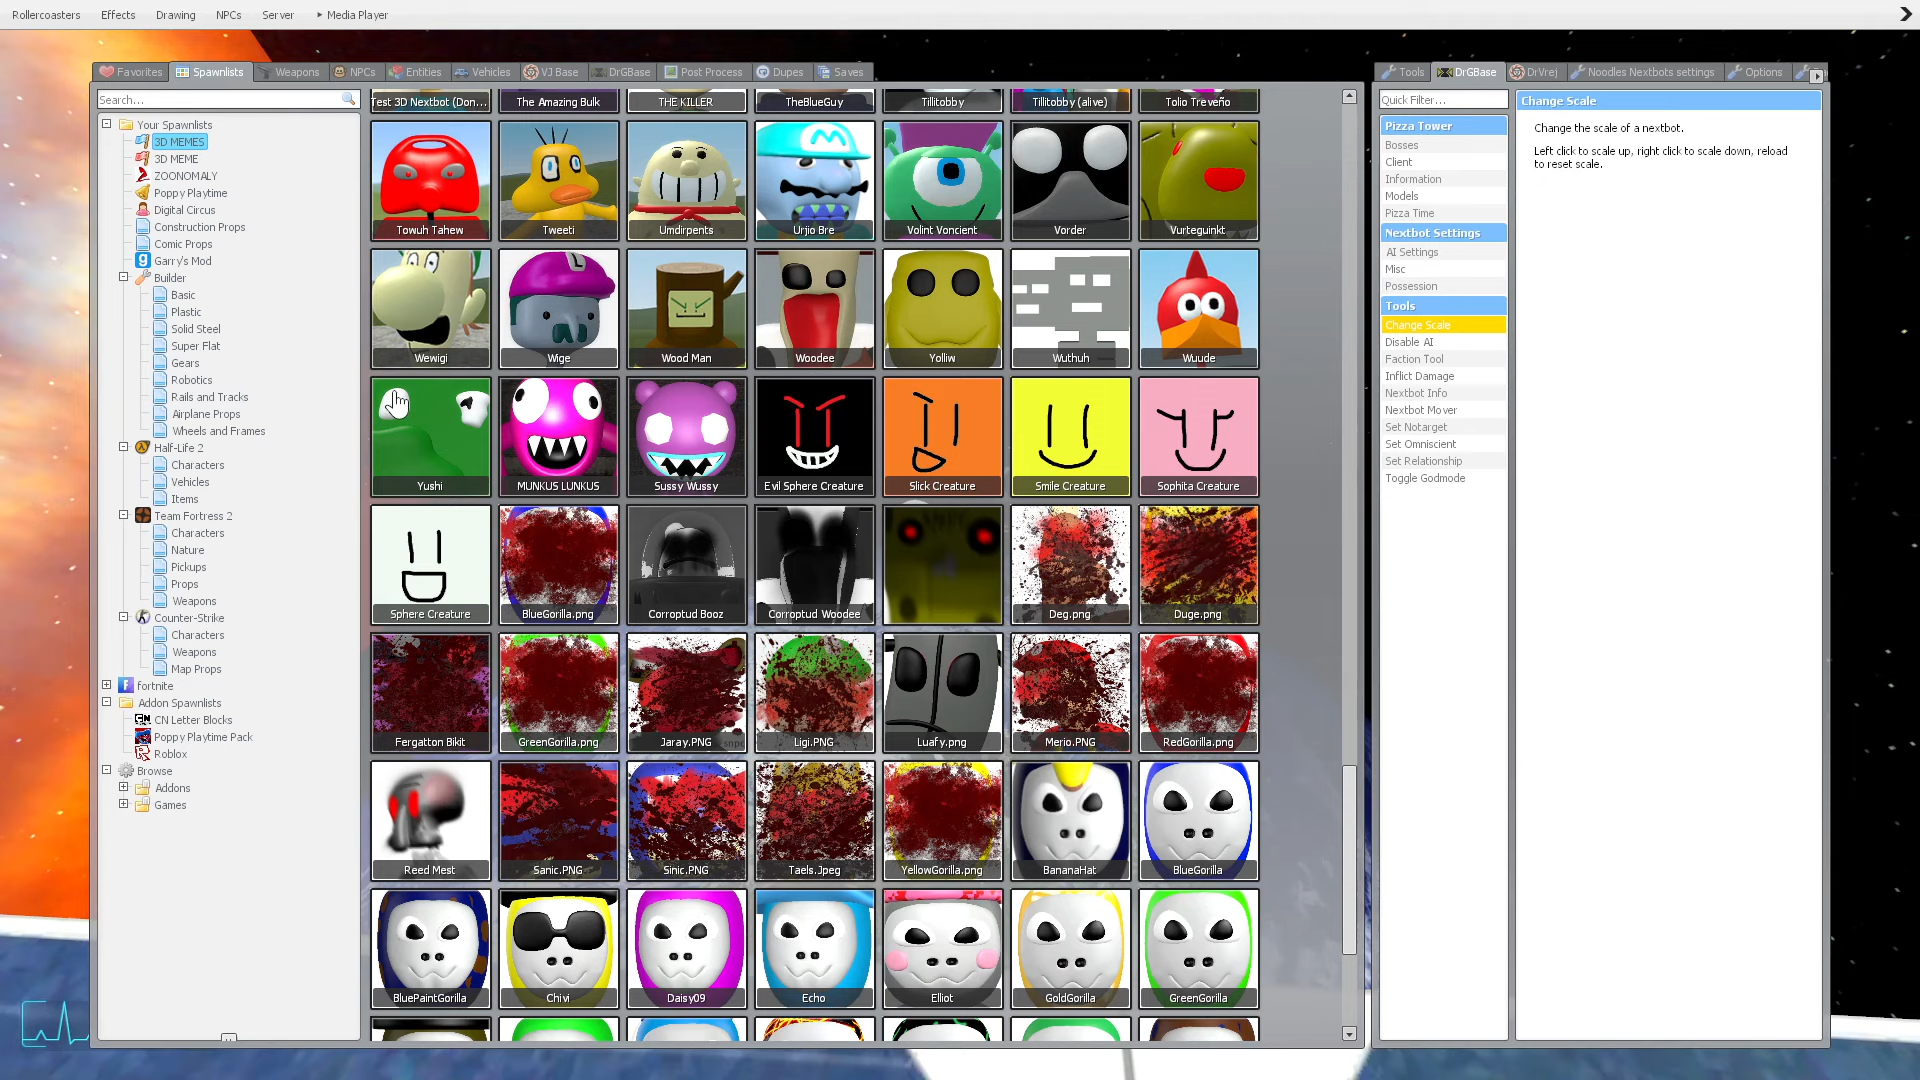 Rollercoasters Effects Drawing NPCs Server Media Player
Favorites Spawnlists Weapons NPCs Entities Vehicles VJ Base DrGBase Post Process Dupes Saves
Search...
Your Spawnlists
3D MEMES
3D MEME
ZOONOMALY
Poppy Playtime
Digital Circus
Construction Props
Comic Props
Garry's Mod
Builder
Basic
Plastic
Solid Steel
Super Flat
Gears
Robotics
Rails and Tracks
Airplane Props
Wheels and Frames
Half-Life 2
Characters
Vehicles
Items
Team Fortress 2
Characters
Nature
Pickups
Props
Weapons
Counter-Strike
Characters
Weapons
Map Props
fortnite
Addon Spawnlists
CN Letter Blocks
Poppy Playtime Pack
Roblox
Browse
Addons
Games
Test 3D Nextbot (Don... The Amazing Bulk THE KILLER TheBlueGuy Tillitobby Tillitobby (alive) Tolio Treveño
Towuh Tahew Tweeti Umdirpents Urjio Bre Volint Voncient Vorder Vurteguinkt
Wewigi Wige Wood Man Woodee Yolliw Wuthuh Wuude
Yushi MUNKUS LUNKUS Sussy Wussy Evil Sphere Creature Slick Creature Smile Creature Sophita Creature
Sphere Creature BlueGorilla.png Corroptud Booz Corroptud Woodee Deg.png Duge.png
Fergatton Bikit GreenGorilla.png Jaray.PNG Ligi.PNG Luafy.png Merio.PNG RedGorilla.png
Reed Mest Sanic.PNG Sinic.PNG Taels.Jpeg YellowGorilla.png BananaHat BlueGorilla
BluePaintGorilla Chivi Daisy09 Echo Elliot GoldGorilla GreenGorilla
Tools DrGBase DrVrej Noodles Nextbots settings Options
Quick Filter...
Pizza Tower
Bosses
Client
Information
Models
Pizza Time
Nextbot Settings
AI Settings
Misc
Possession
Tools
Change Scale
Disable AI
Faction Tool
Inflict Damage
Nextbot Info
Nextbot Mover
Set Notarget
Set Omniscient
Set Relationship
Toggle Godmode
Change Scale
Change the scale of a nextbot.
Left click to scale up, right click to scale down, reload
to reset scale.